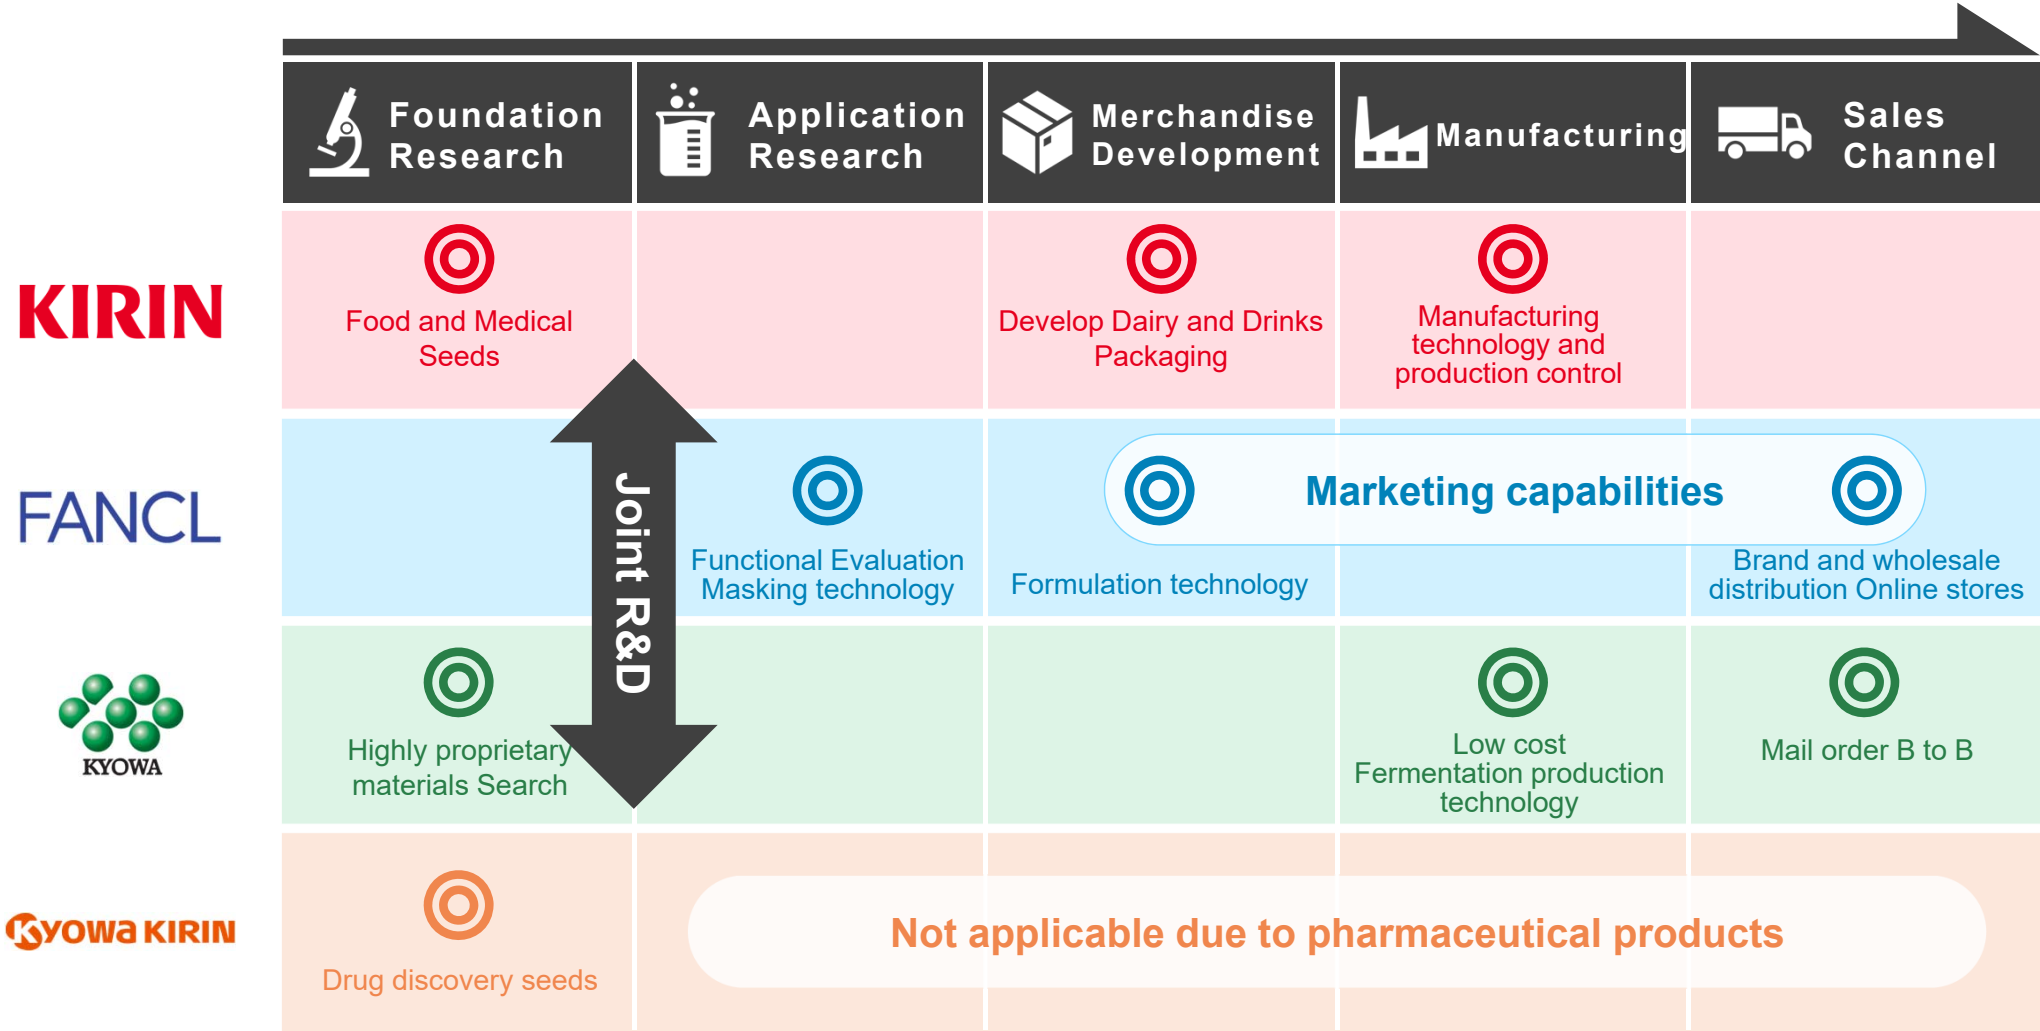 Foundation
Research
Application
Research
Merchandise
Development
Manufacturing
Sales
Channel
KIRIN
Food and Medical
Seeds
Develop Dairy and Drinks
Packaging
Manufacturing
technology and
production control
Joint R&D
FANCL
Functional Evaluation
Masking technology
Formulation technology
Marketing capabilities
Brand and wholesale
distribution Online stores
KYOWA
Highly proprietary
materials Search
Low cost
Fermentation production
technology
Mail order B to B
Kyowa KIRIN
Drug discovery seeds
Not applicable due to pharmaceutical products